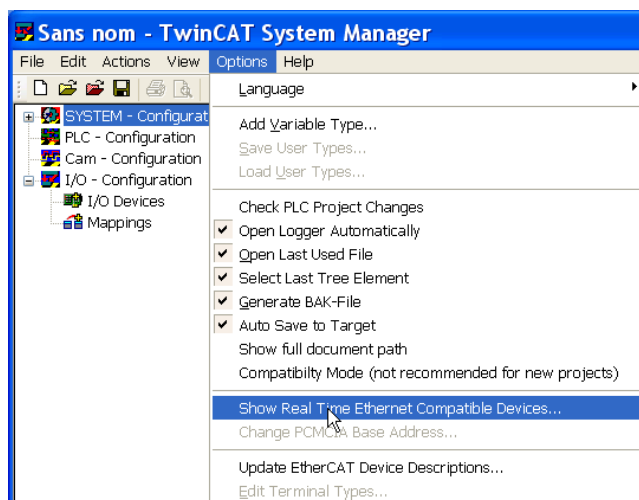 Sans nom - TwinCAT System Manager
File Edit Actions View Options Help
SYSTEM - Configurat
PLC - Configuration
Cam - Configuration
I/O - Configuration
I/O Devices
Mappings
Language
Add Variable Type...
Save User Types...
Load User Types...
Check PLC Project Changes
Open Logger Automatically
Open Last Used File
Select Last Tree Element
Generate BAK-File
Auto Save to Target
Show full document path
Compatibilty Mode (not recommended for new projects)
Show Real Time Ethernet Compatible Devices...
Change PCMCIA Base Address...
Update EtherCAT Device Descriptions...
Edit Terminal Types...